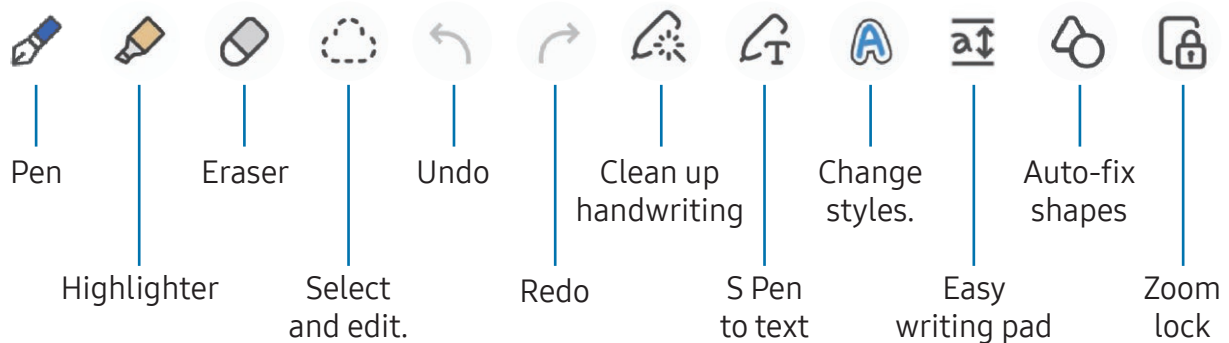 Pen
Eraser
Undo
Clean up
handwriting
Change
styles.
Auto-fix
shapes
Highlighter
Select
and edit.
Redo
S Pen
to text
Easy
writing pad
Zoom
lock